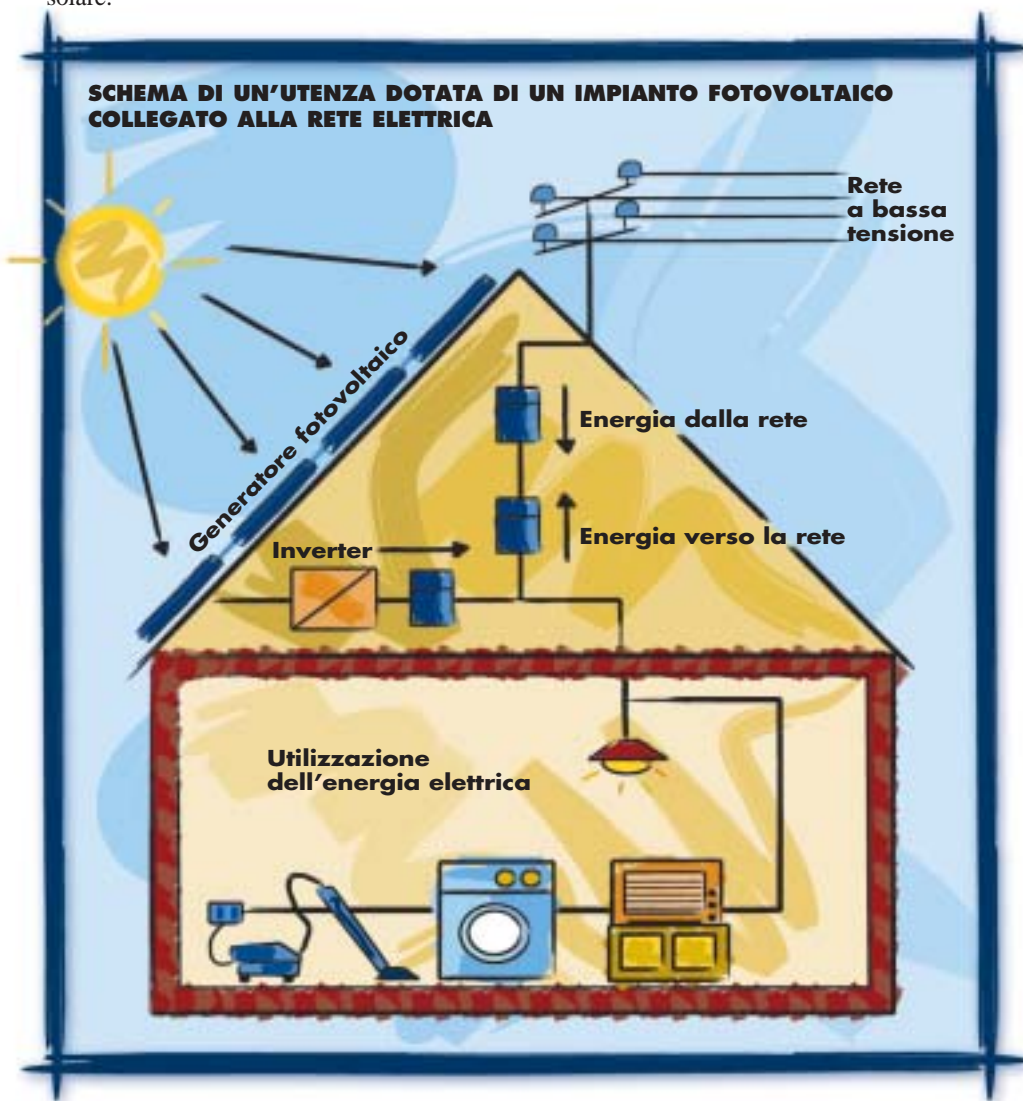 solare.
SCHEMA DI UN'UTENZA DOTATA DI UN IMPIANTO FOTOVOLTAICO
COLLEGATO ALLA RETE ELETTRICA
Rete
a bassa
tensione
Generatore fotovoltaico
Energia dalla rete
Energia verso la rete
Inverter
Utilizzazione
dell'energia elettrica